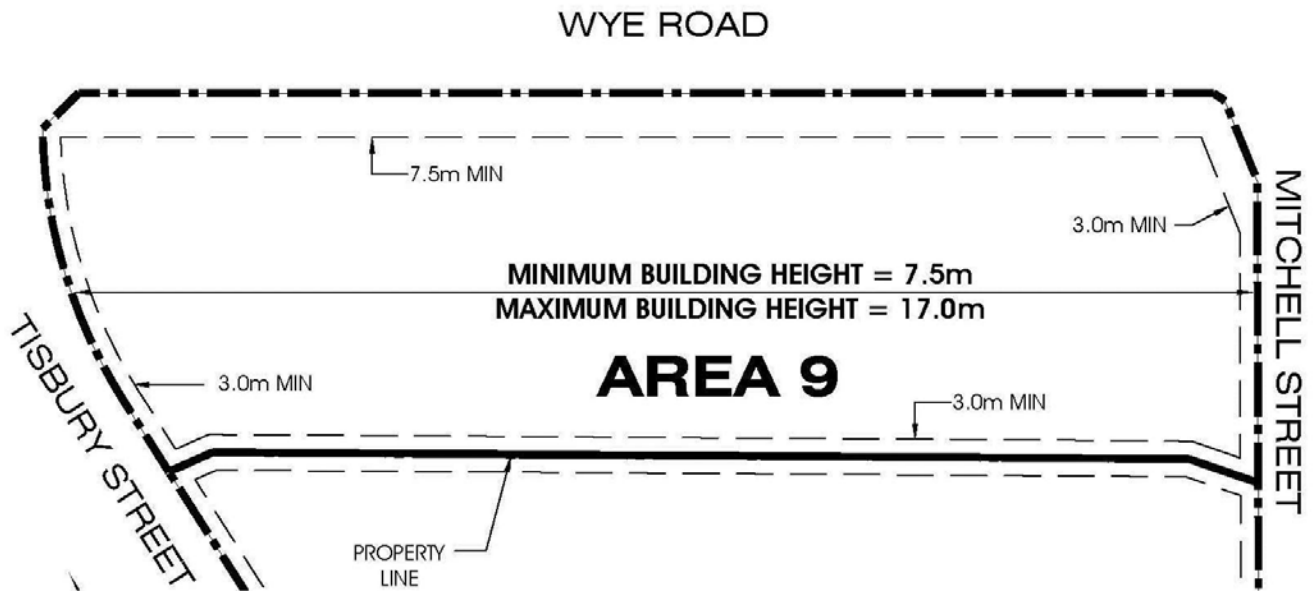 WYE ROAD
7.5m MIN
3.0m MIN
MITCHELL STREET
MINIMUM BUILDING HEIGHT = 7.5m
MAXIMUM BUILDING HEIGHT = 17.0m
TISBURY STREET
3.0m MIN
AREA 9
3.0m MIN
PROPERTY
LINE